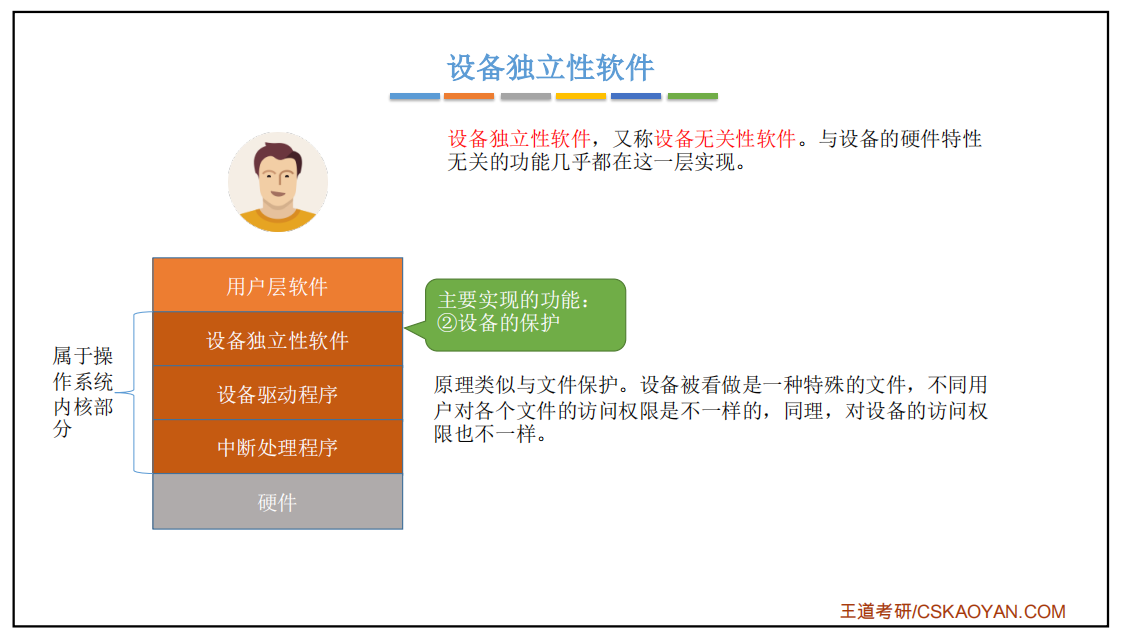 设备独立性软件
设备独立性软件，又称设备无关性软件。与设备的硬件特性
无关的功能几乎都在这一层实现。
用户层软件
主要实现的功能：
②设备的保护
设备独立性软件
属于操
作系统
内核部
分
设备驱动程序
原理类似与文件保护。设备被看做是一种特殊的文件，不同用
户对各个文件的访问权限是不一样的，同理，对设备的访问权
限也不一样。
中断处理程序
硬件
王道考研/CSKAOYAN.COM